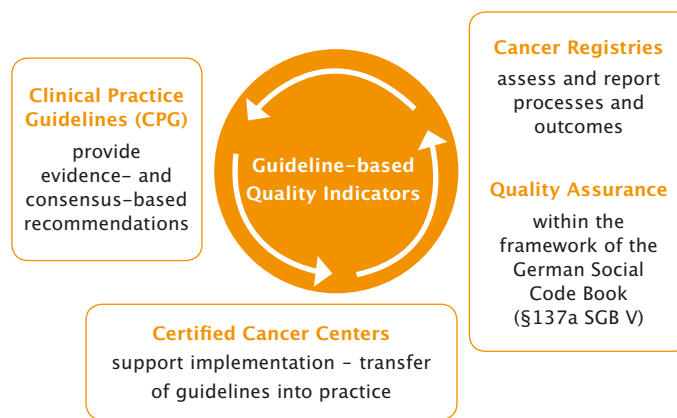 Clinical Practice
Guidelines (CPG)
provide
evidence– and
consensus–based
recommendations
Guideline–based
Quality Indicators
Cancer Registries
assess and report
processes and
outcomes
Quality Assurance
within the
framework of the
German Social
Code Book
(§137a SGB V)
Certified Cancer Centers
support implementation – transfer
of guidelines into practice